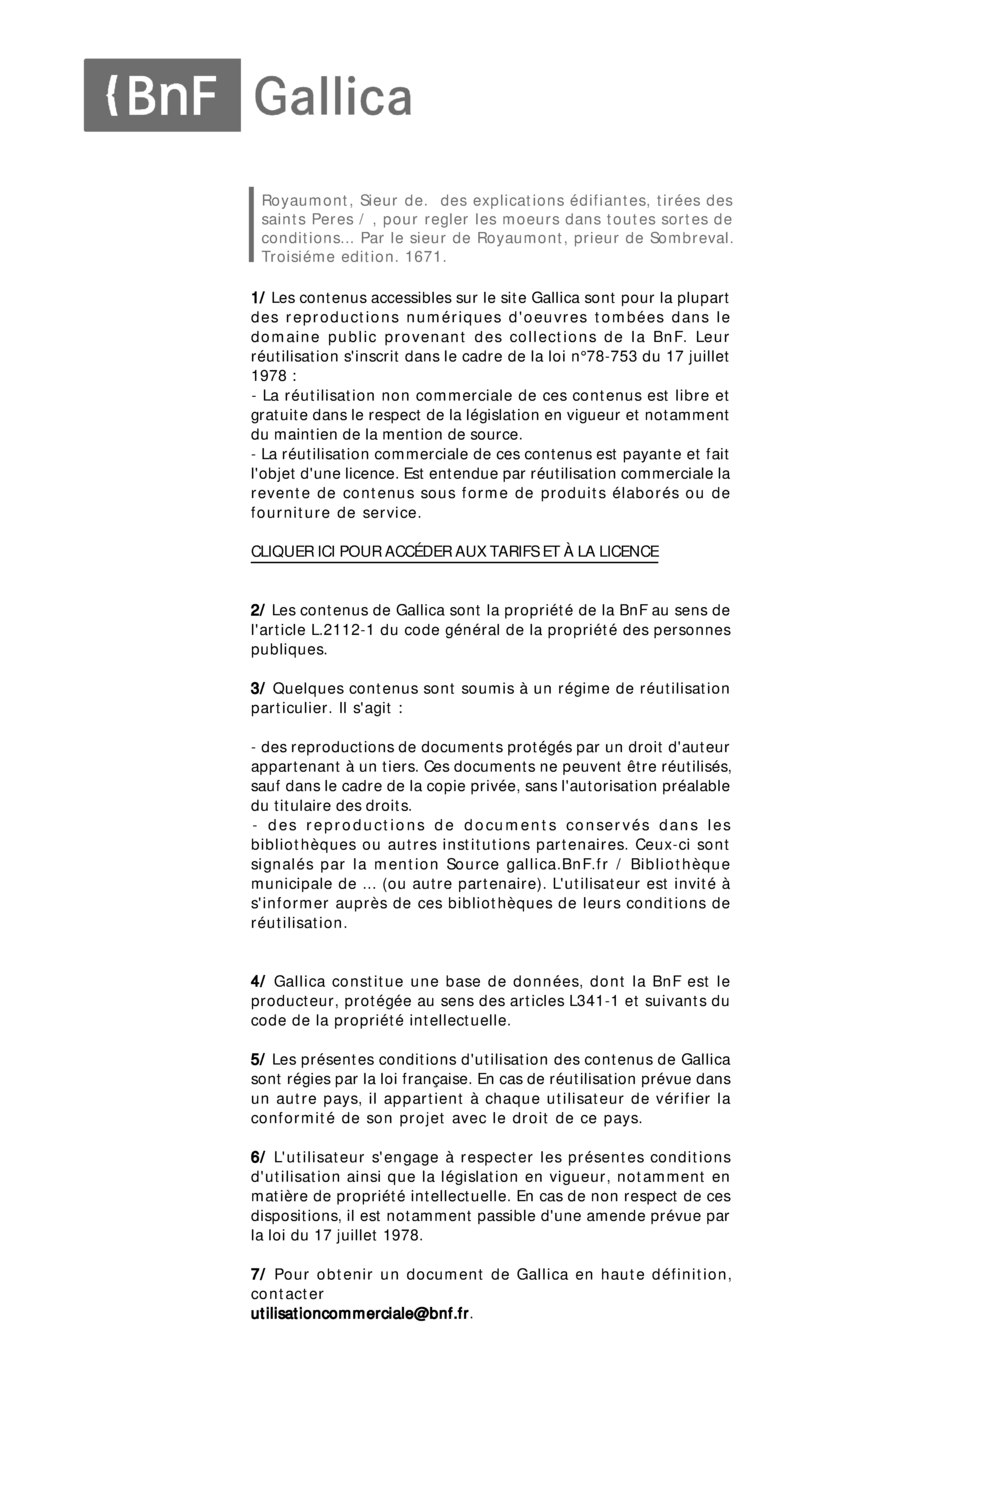 {BnF Gallica
Royaumont, Sieur de. des explications édifiantes, tirées des
saints Peres / , pour regler les moeurs dans toutes sortes de
conditions... Par le sieur de Royaumont, prieur de Sombreval.
Troisiéme edition. 1671.
1/ Les contenus accessibles sur le site Gallica sont pour la plupart
des reproductions numériques d'oeuvres tombées dans le
domaine public provenant des collections de la BnF. Leur
réutilisation s'inscrit dans le cadre de la loi n°78-753 du 17 juillet
1978 :
- La réutilisation non commerciale de ces contenus est libre et
gratuite dans le respect de la législation en vigueur et notamment
du maintien de la mention de source.
- La réutilisation commerciale de ces contenus est payante et fait
l'objet d'une licence. Est entendue par réutilisation commerciale la
revente de contenus sous forme de produits élaborés ou de
fourniture de service.
CLIQUER ICI POUR ACCÉDER AUX TARIFS ET À LA LICENCE
2/ Les contenus de Gallica sont la propriété de la BnF au sens de
l'article L.2112-1 du code général de la propriété des personnes
publiques.
3/ Quelques contenus sont soumis à un régime de réutilisation
particulier. Il s'agit :
- des reproductions de documents protégés par un droit d'auteur
appartenant à un tiers. Ces documents ne peuvent être réutilisés,
sauf dans le cadre de la copie privée, sans l'autorisation préalable
du titulaire des droits.
- des reproductions de documents conservés dans les
bibliothèques ou autres institutions partenaires. Ceux-ci sont
signalés par la mention Source gallica.BnF.fr / Bibliothèque
municipale de ... (ou autre partenaire). L'utilisateur est invité à
s'informer auprès de ces bibliothèques de leurs conditions de
réutilisation.
4/ Gallica constitue une base de données, dont la BnF est le
producteur, protégée au sens des articles L341-1 et suivants du
code de la propriété intellectuelle.
5/ Les présentes conditions d'utilisation des contenus de Gallica
sont régies par la loi française. En cas de réutilisation prévue dans
un autre pays, il appartient à chaque utilisateur de vérifier la
conformité de son projet avec le droit de ce pays.
6/ L'utilisateur s'engage à respecter les présentes conditions
d'utilisation ainsi que la législation en vigueur, notamment en
matière de propriété intellectuelle. En cas de non respect de ces
dispositions, il est notamment passible d'une amende prévue par
la loi du 17 juillet 1978.
7/ Pour obtenir un document de Gallica en haute définition,
contacter
utilisationcommerciale@bnf.fr.